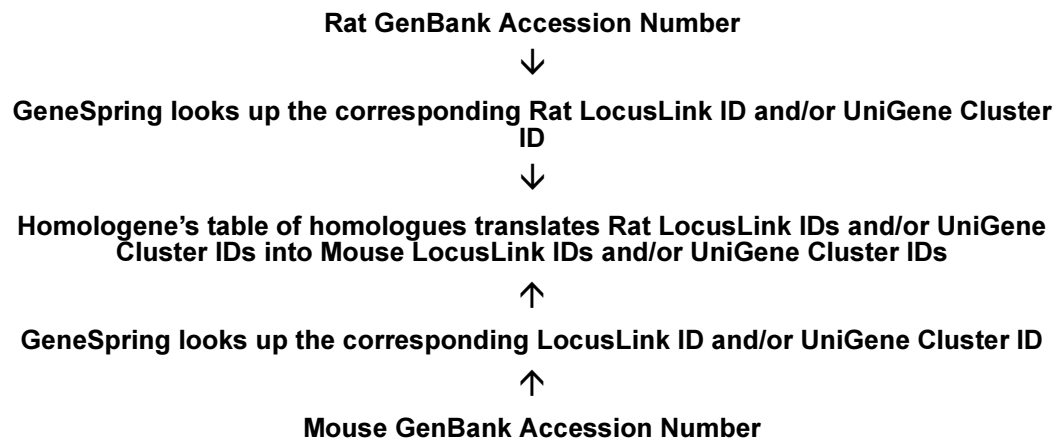 Rat GenBank Accession Number
↓
GeneSpring looks up the corresponding Rat LocusLink ID and/or UniGene Cluster
ID
↓
Homologene’s table of homologues translates Rat LocusLink IDs and/or UniGene
Cluster IDs into Mouse LocusLink IDs and/or UniGene Cluster IDs
↑
GeneSpring looks up the corresponding LocusLink ID and/or UniGene Cluster ID
↑
Mouse GenBank Accession Number